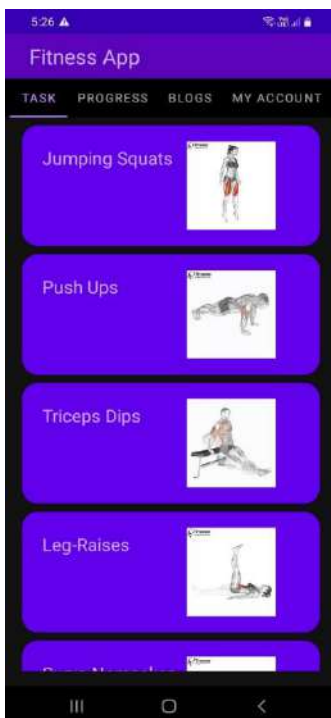 5:26
Fitness App
TASK PROGRESS BLOGS MY ACCOUNT
Jumping Squats
Push Ups
Triceps Dips
Leg-Raises